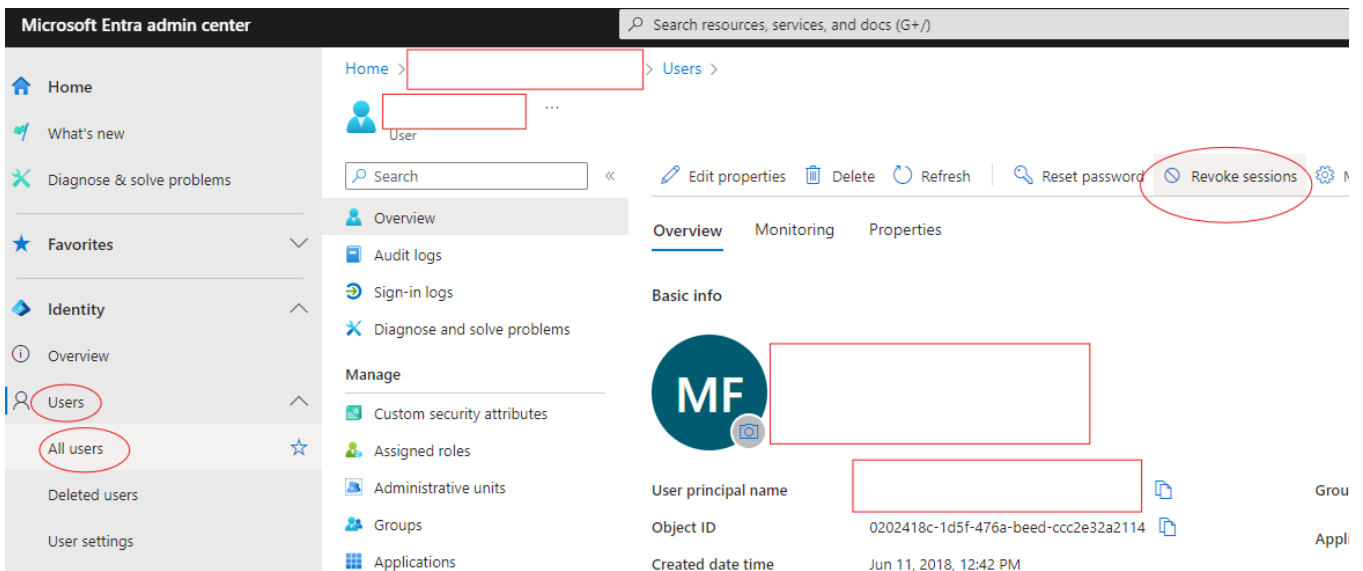 Microsoft Entra admin center
Search resources, services, and docs (G+/)
Home
What's new
Diagnose & solve problems
Favorites
Identity
Overview
Users
All users
Deleted users
User settings
Home > > Users >
...
User
Search «
Overview
Audit logs
Sign-in logs
Diagnose and solve problems
Manage
Custom security attributes
Assigned roles
Administrative units
Groups
Applications
Edit properties Delete Refresh Reset password Revoke sessions
Overview Monitoring Properties
Basic info
MF
User principal name
Object ID 0202418c-1d5f-476a-beed-ccc2e32a2114
Created date time Jun 11, 2018, 12:42 PM
Grou
Appli